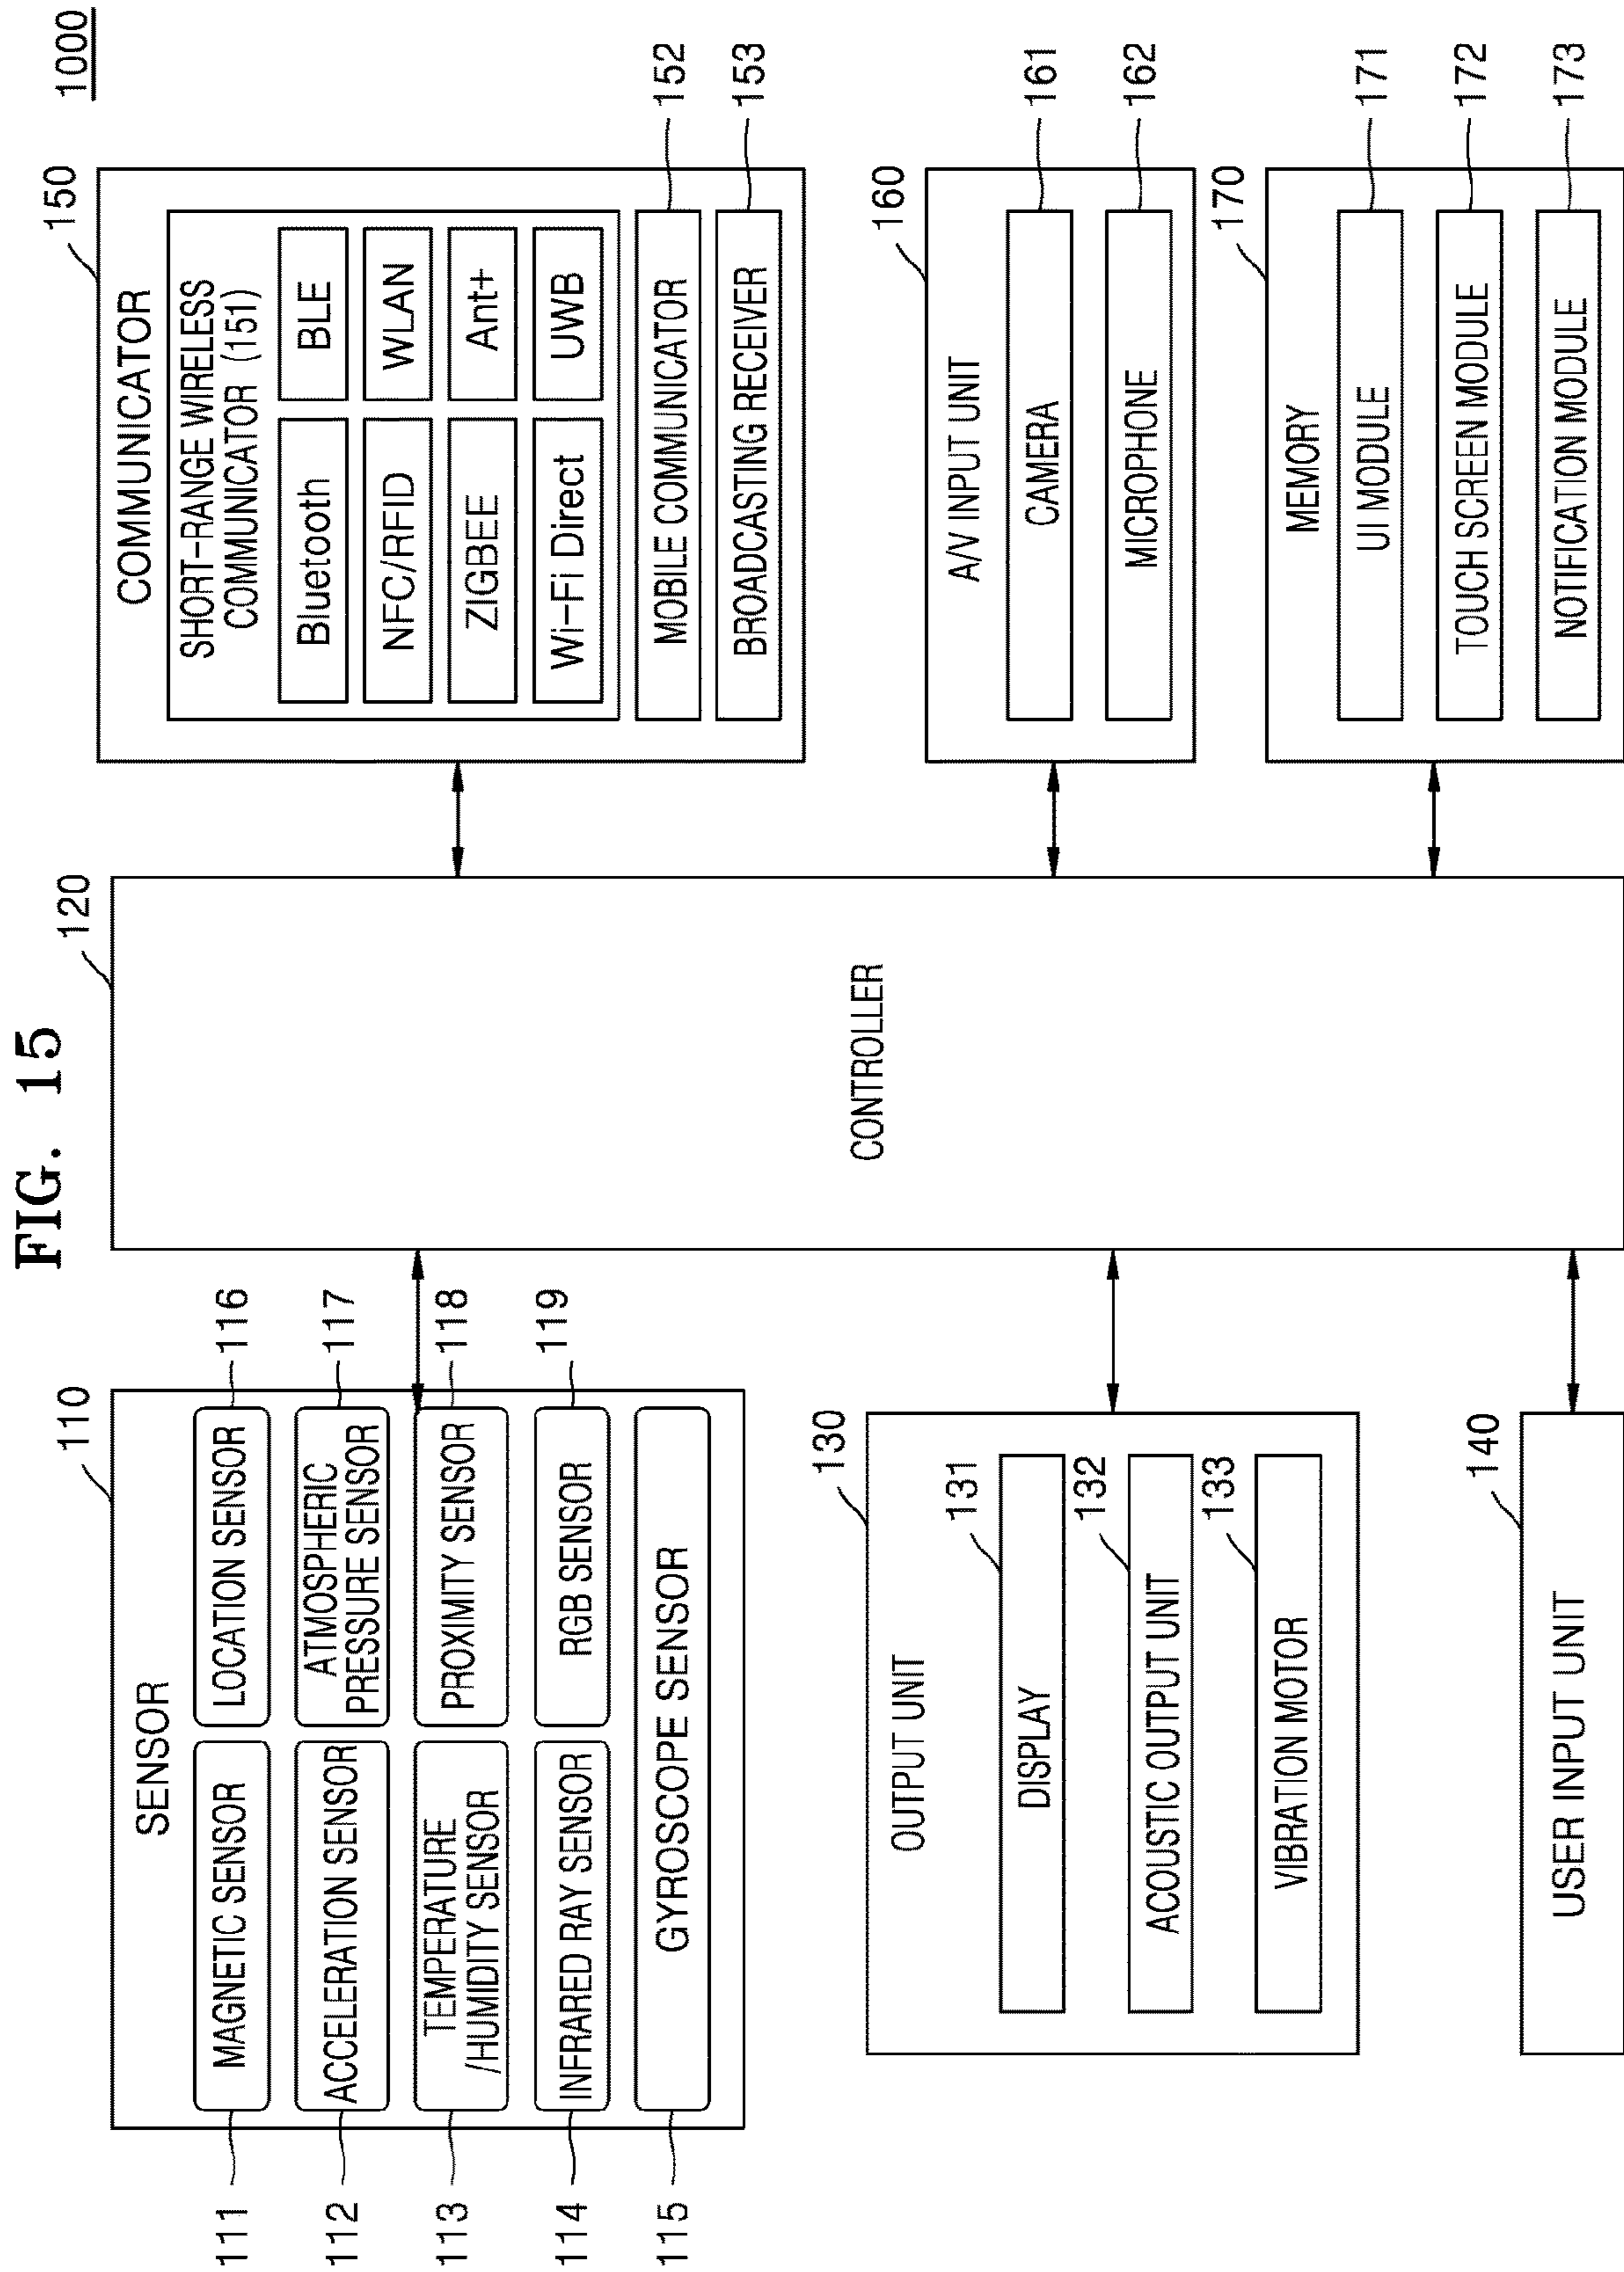 FIG. 15
1000
110
SENSOR
111
MAGNETIC SENSOR
LOCATION SENSOR
116
112
ACCELERATION SENSOR
ATMOSPHERIC
PRESSURE SENSOR
117
113
TEMPERATURE
/HUMIDITY SENSOR
PROXIMITY SENSOR
118
114
INFRARED RAY SENSOR
RGB SENSOR
119
115
GYROSCOPE SENSOR
130
OUTPUT UNIT
131
DISPLAY
132
ACOUSTIC OUTPUT UNIT
133
VIBRATION MOTOR
140
USER INPUT UNIT
120
CONTROLLER
150
COMMUNICATOR
SHORT-RANGE WIRELESS
COMMUNICATOR (151)
Bluetooth
BLE
NFC/RFID
WLAN
ZIGBEE
Ant+
Wi-Fi Direct
UWB
MOBILE COMMUNICATOR
152
BROADCASTING RECEIVER
153
160
A/V INPUT UNIT
CAMERA
161
MICROPHONE
162
170
MEMORY
UI MODULE
171
TOUCH SCREEN MODULE
172
NOTIFICATION MODULE
173